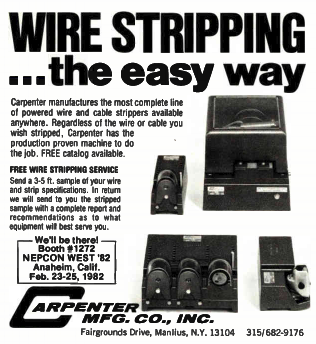 WIRE STRIPPING
...the easy way
Carpenter manufactures the most complete line
of powered wire and cable strippers available
anywhere. Regardless of the wire or cable you
wish stripped, Carpenter has the
production proven machine to do
the job. FREE catalog available.
FREE WIRE STRIPPING SERVICE
Send a 3-5 ft. sample of your wire
and strip specifications. In return
we will send to you the stripped
sample with a complete report and
recommendations as to what
equipment will best serve you.
We'll be there!
Booth #1272
NEPCON WEST '82
Anaheim, Calif.
Feb. 23-25, 1982
CARPENTER
MFG. CO., INC.
Fairgrounds Drive, Manlius, N.Y. 13104 315/682-9176